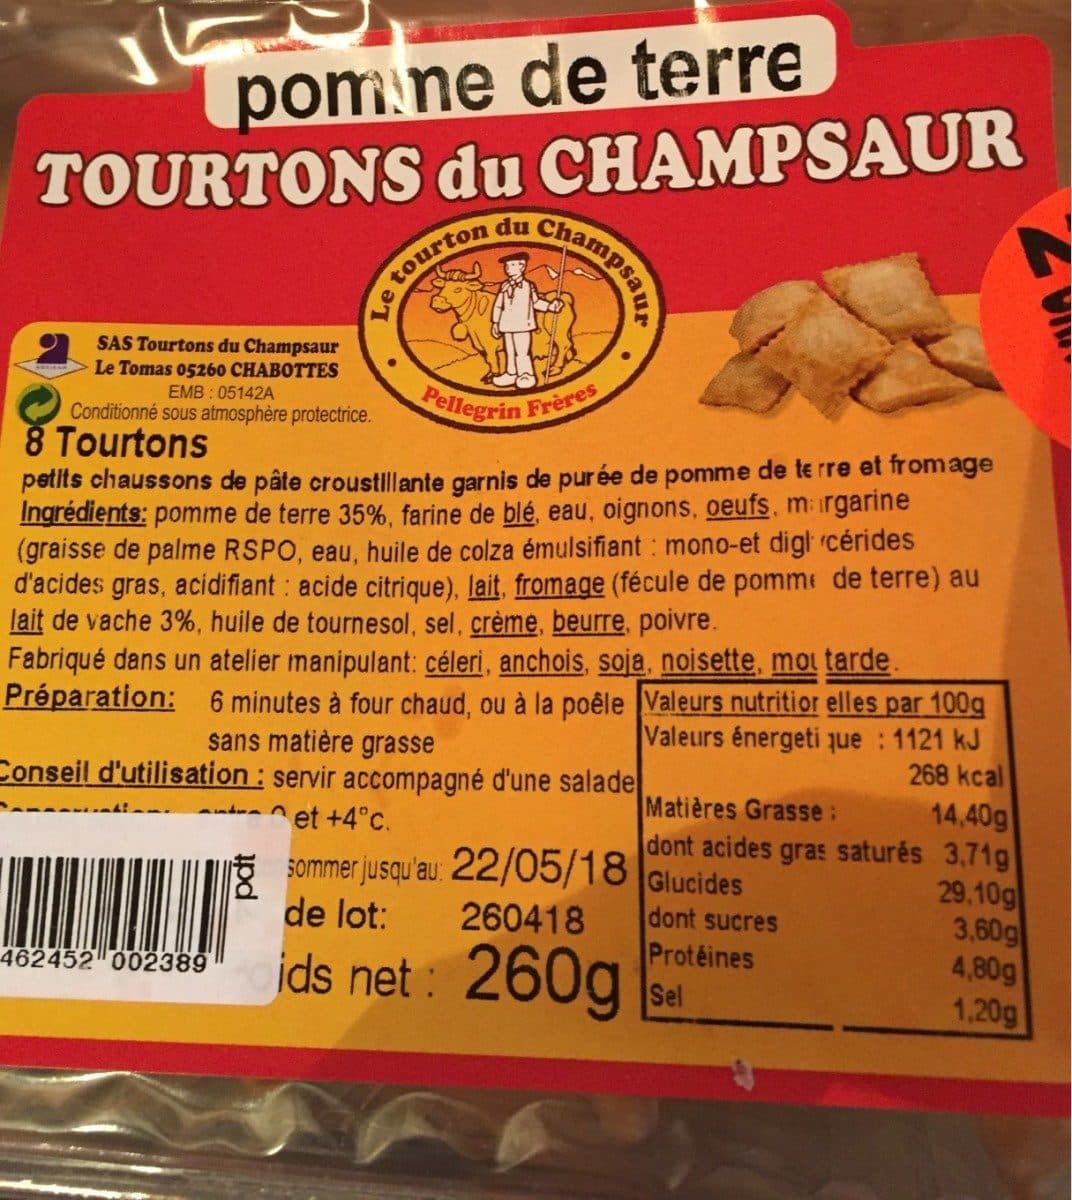 pomme de terre
TOURTONS du CHAMPSAUR
Le tourton du Champsaur
Pellegrin Frères
SAS Tourtons du Champsaur
Le Tomas 05260 CHABOTTES
EMB : 05142A
Conditionné sous atmosphère protectrice.
8 Tourtons
petits chaussons de pâte croustillante garnis de purée de pomme de terre et fromage
Ingrédients: pomme de terre 35%, farine de blé, eau, oignons, oeufs, margarine
(graisse de palme RSPO, eau, huile de colza émulsifiant : mono-et diglycérides
d'acides gras, acidifiant : acide citrique), lait, fromage (fécule de pomme de terre) au
lait de vache 3%, huile de tournesol, sel, crème, beurre, poivre.
Fabriqué dans un atelier manipulant: céleri, anchois, soja, noisette, moutarde.
Préparation: 6 minutes à four chaud, ou à la poêle
sans matière grasse
Conseil d'utilisation : servir accompagné d'une salade
et +4°c.
sommer jusqu'au: 22/05/18
de lot: 260418
ids net : 260g
pdt
462452 002389
Valeurs nutritionelles par 100g
Valeurs énergetique : 1121 kJ
268 kcal
Matières Grasse : 14,40g
dont acides gras saturés 3,71g
Glucides 29,10g
dont sucres 3,60g
Protéines 4,80g
Sel 1,20g